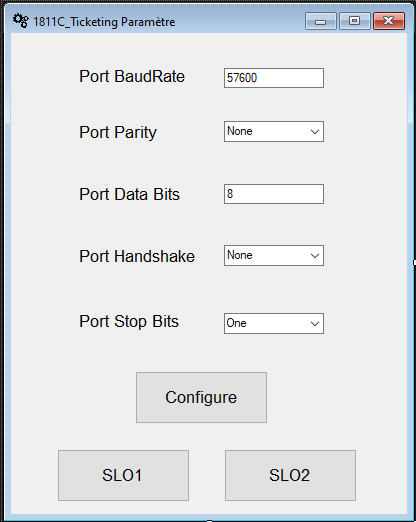 1811C_Ticketing Paramètre
Port BaudRate 57600
Port Parity None
Port Data Bits 8
Port Handshake None
Port Stop Bits One
Configure
SLO1 SLO2